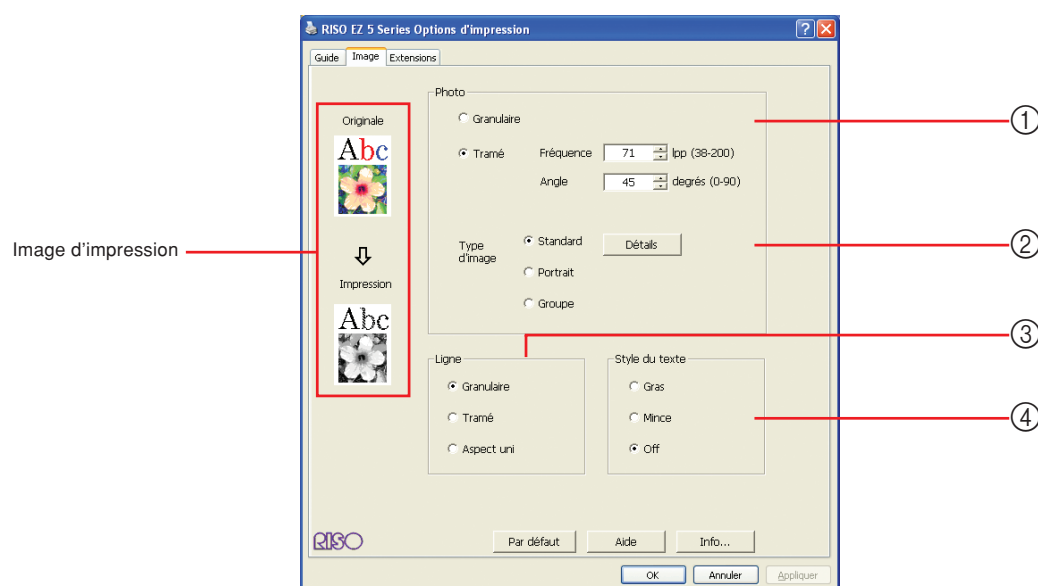 RISO EZ 5 Series Options d'impression
Guide Image Extensions
Image d'impression
Originale
Abc
Impression
Abc
Photo
Granulaire
Tramé Fréquence 71 lpp (38-200)
Angle 45 degrés (0-90)
Type d'image
Standard Détails
Portrait
Groupe
Ligne
Granulaire
Tramé
Aspect uni
Style du texte
Gras
Mince
Off
①
②
③
④
RISO
Par défaut Aide Info...
OK Annuler Appliquer